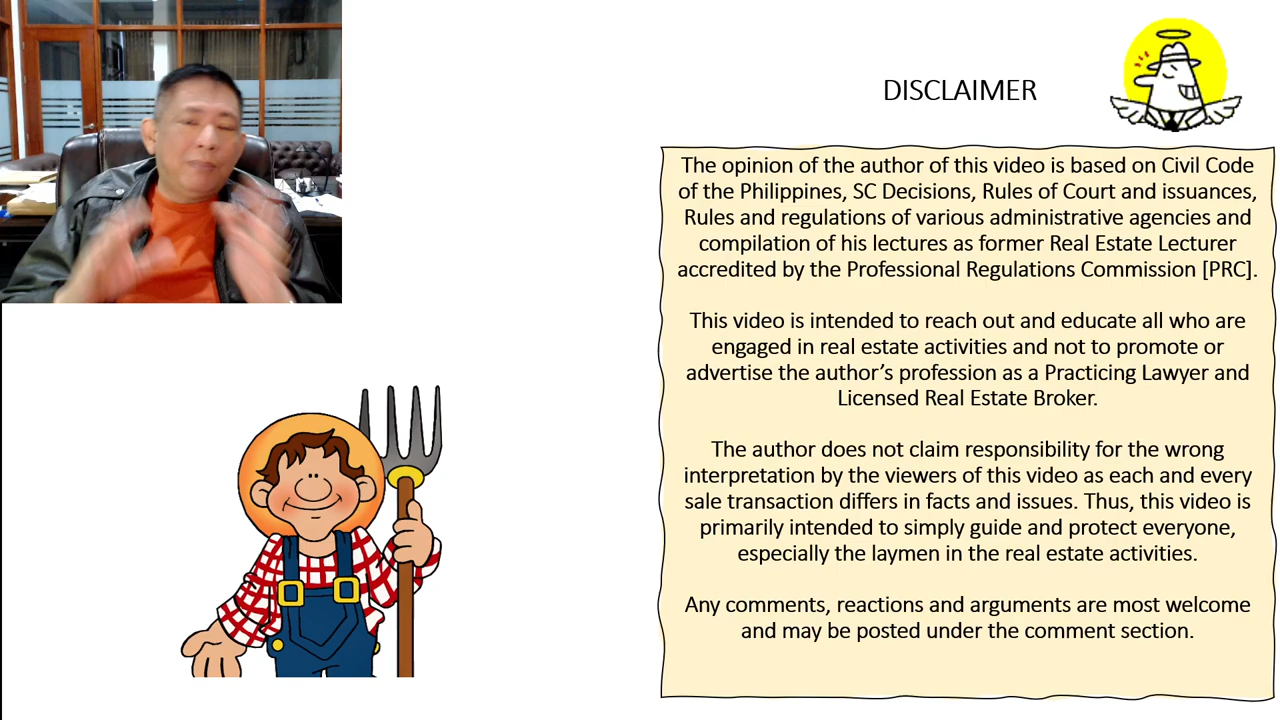 DISCLAIMER
The opinion of the author of this video is based on Civil Code
of the Philippines, SC Decisions, Rules of Court and issuances,
Rules and regulations of various administrative agencies and
compilation of his lectures as former Real Estate Lecturer
accredited by the Professional Regulations Commission [PRC].
This video is intended to reach out and educate all who are
engaged in real estate activities and not to promote or
advertise the author’s profession as a Practicing Lawyer and
Licensed Real Estate Broker.
The author does not claim responsibility for the wrong
interpretation by the viewers of this video as each and every
sale transaction differs in facts and issues. Thus, this video is
primarily intended to simply guide and protect everyone,
especially the laymen in the real estate activities.
Any comments, reactions and arguments are most welcome
and may be posted under the comment section.